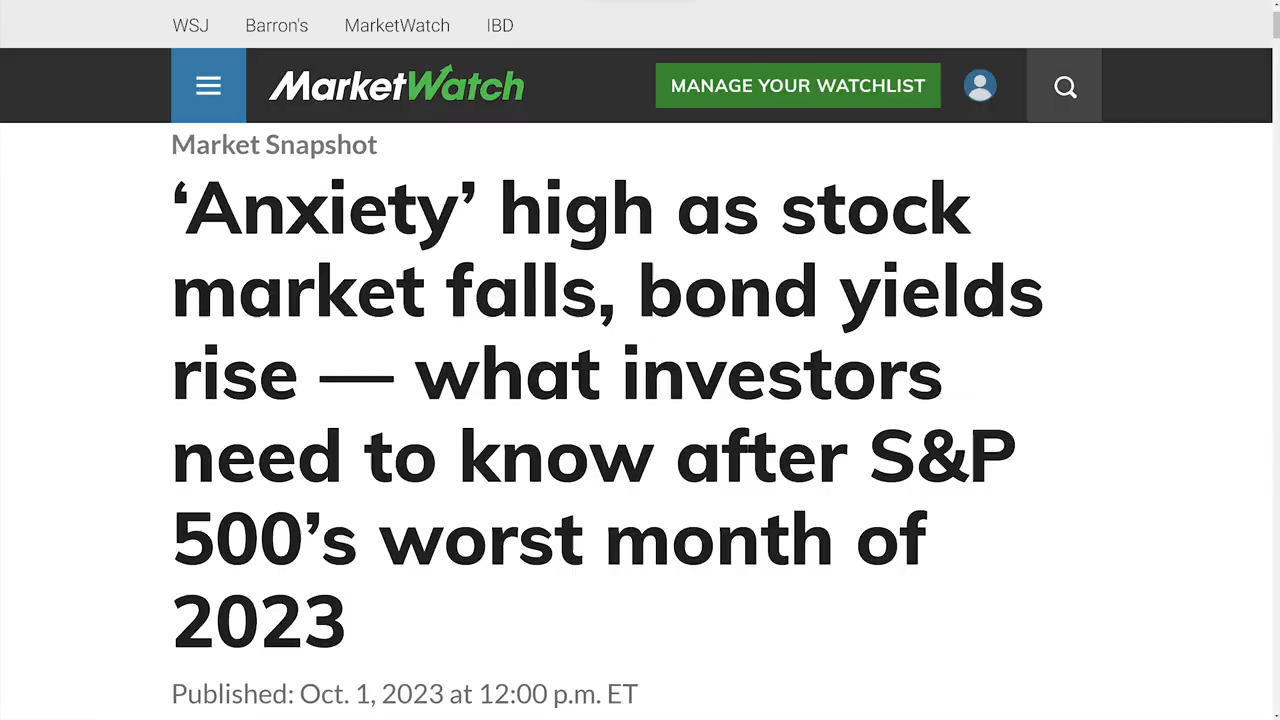 WSJ Barron's MarketWatch IBD
MarketWatch MANAGE YOUR WATCHLIST
Market Snapshot
‘Anxiety’ high as stock
market falls, bond yields
rise — what investors
need to know after S&P
500’s worst month of
2023
Published: Oct. 1, 2023 at 12:00 p.m. ET